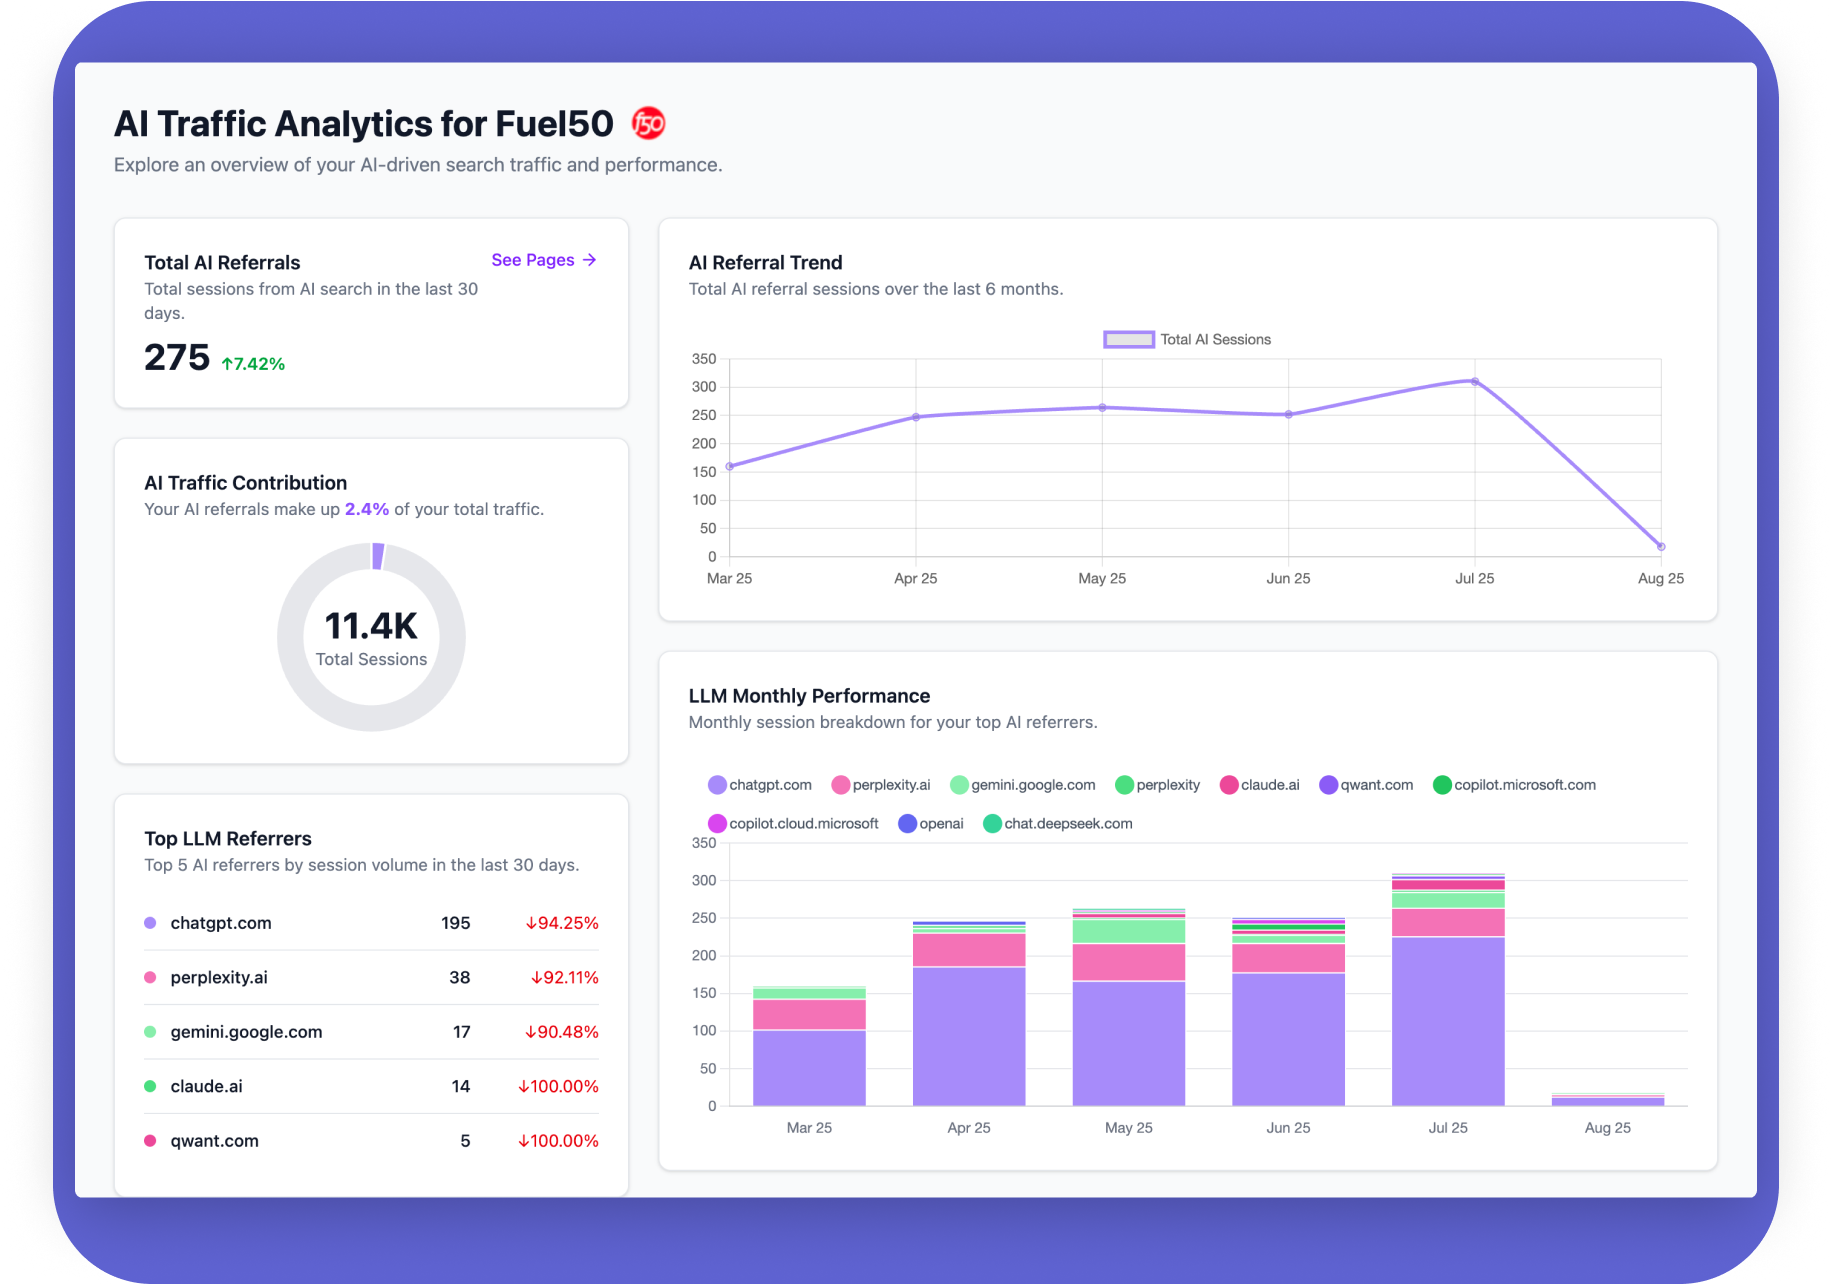 AI Traffic Analytics for Fuel50 f50
Explore an overview of your AI-driven search traffic and performance.
Total AI Referrals
See Pages →
Total sessions from AI search in the last 30
days.
275 ↑7.42%
AI Traffic Contribution
Your AI referrals make up 2.4% of your total traffic.
11.4K
Total Sessions
Top LLM Referrers
Top 5 AI referrers by session volume in the last 30 days.
chatgpt.com 195 ↓94.25%
perplexity.ai 38 ↓92.11%
gemini.google.com 17 ↓90.48%
claude.ai 14 ↓100.00%
qwant.com 5 ↓100.00%
AI Referral Trend
Total AI referral sessions over the last 6 months.
Total AI Sessions
350
300
250
200
150
100
50
0
Mar 25 Apr 25 May 25 Jun 25 Jul 25 Aug 25
LLM Monthly Performance
Monthly session breakdown for your top AI referrers.
chatgpt.com perplexity.ai gemini.google.com perplexity claude.ai qwant.com copilot.microsoft.com
copilot.cloud.microsoft openai chat.deepseek.com
350
300
250
200
150
100
50
0
Mar 25 Apr 25 May 25 Jun 25 Jul 25 Aug 25